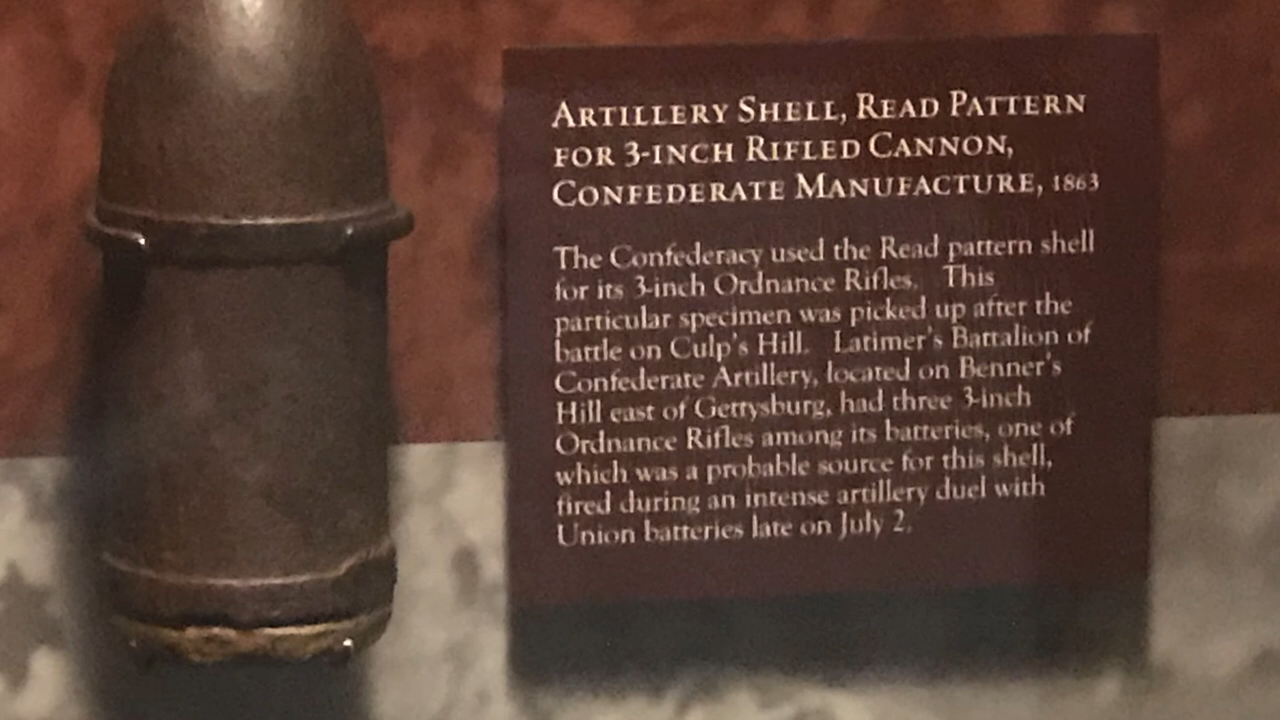 ARTILLERY SHELL, READ PATTERN
FOR 3-INCH RIFLED CANNON,
CONFEDERATE MANUFACTURE, 1863
The Confederacy used the Read pattern shell
for its 3-inch Ordnance Rifles. This
particular specimen was picked up after the
battle on Culp's Hill. Latimer's Battalion of
Confederate Artillery, located on Benner's
Hill east of Gettysburg, had three 3-inch
Ordnance Rifles among its batteries, one of
which was a probable source for this shell,
fired during an intense artillery duel with
Union batteries late on July 2.